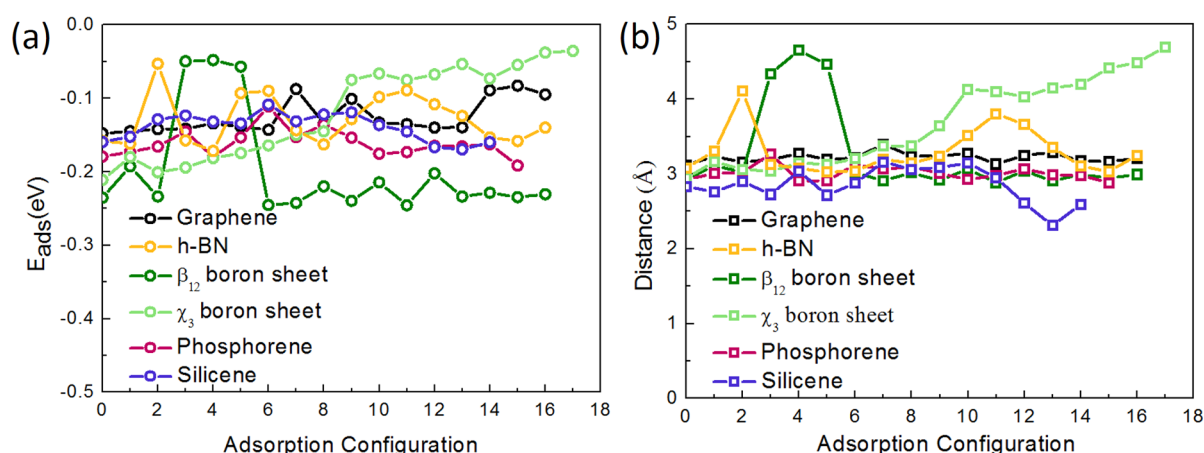 (a)
0.0
-0.1
-0.2
-0.3
-0.4
-0.5
Eads(eV)
Graphene
h-BN
β12 boron sheet
χ3 boron sheet
Phosphorene
Silicene
0 2 4 6 8 10 12 14 16 18
Adsorption Configuration
(b)
5
4
3
2
1
0
Distance (Å)
Graphene
h-BN
β12 boron sheet
χ3 boron sheet
Phosphorene
Silicene
0 2 4 6 8 10 12 14 16 18
Adsorption Configuration